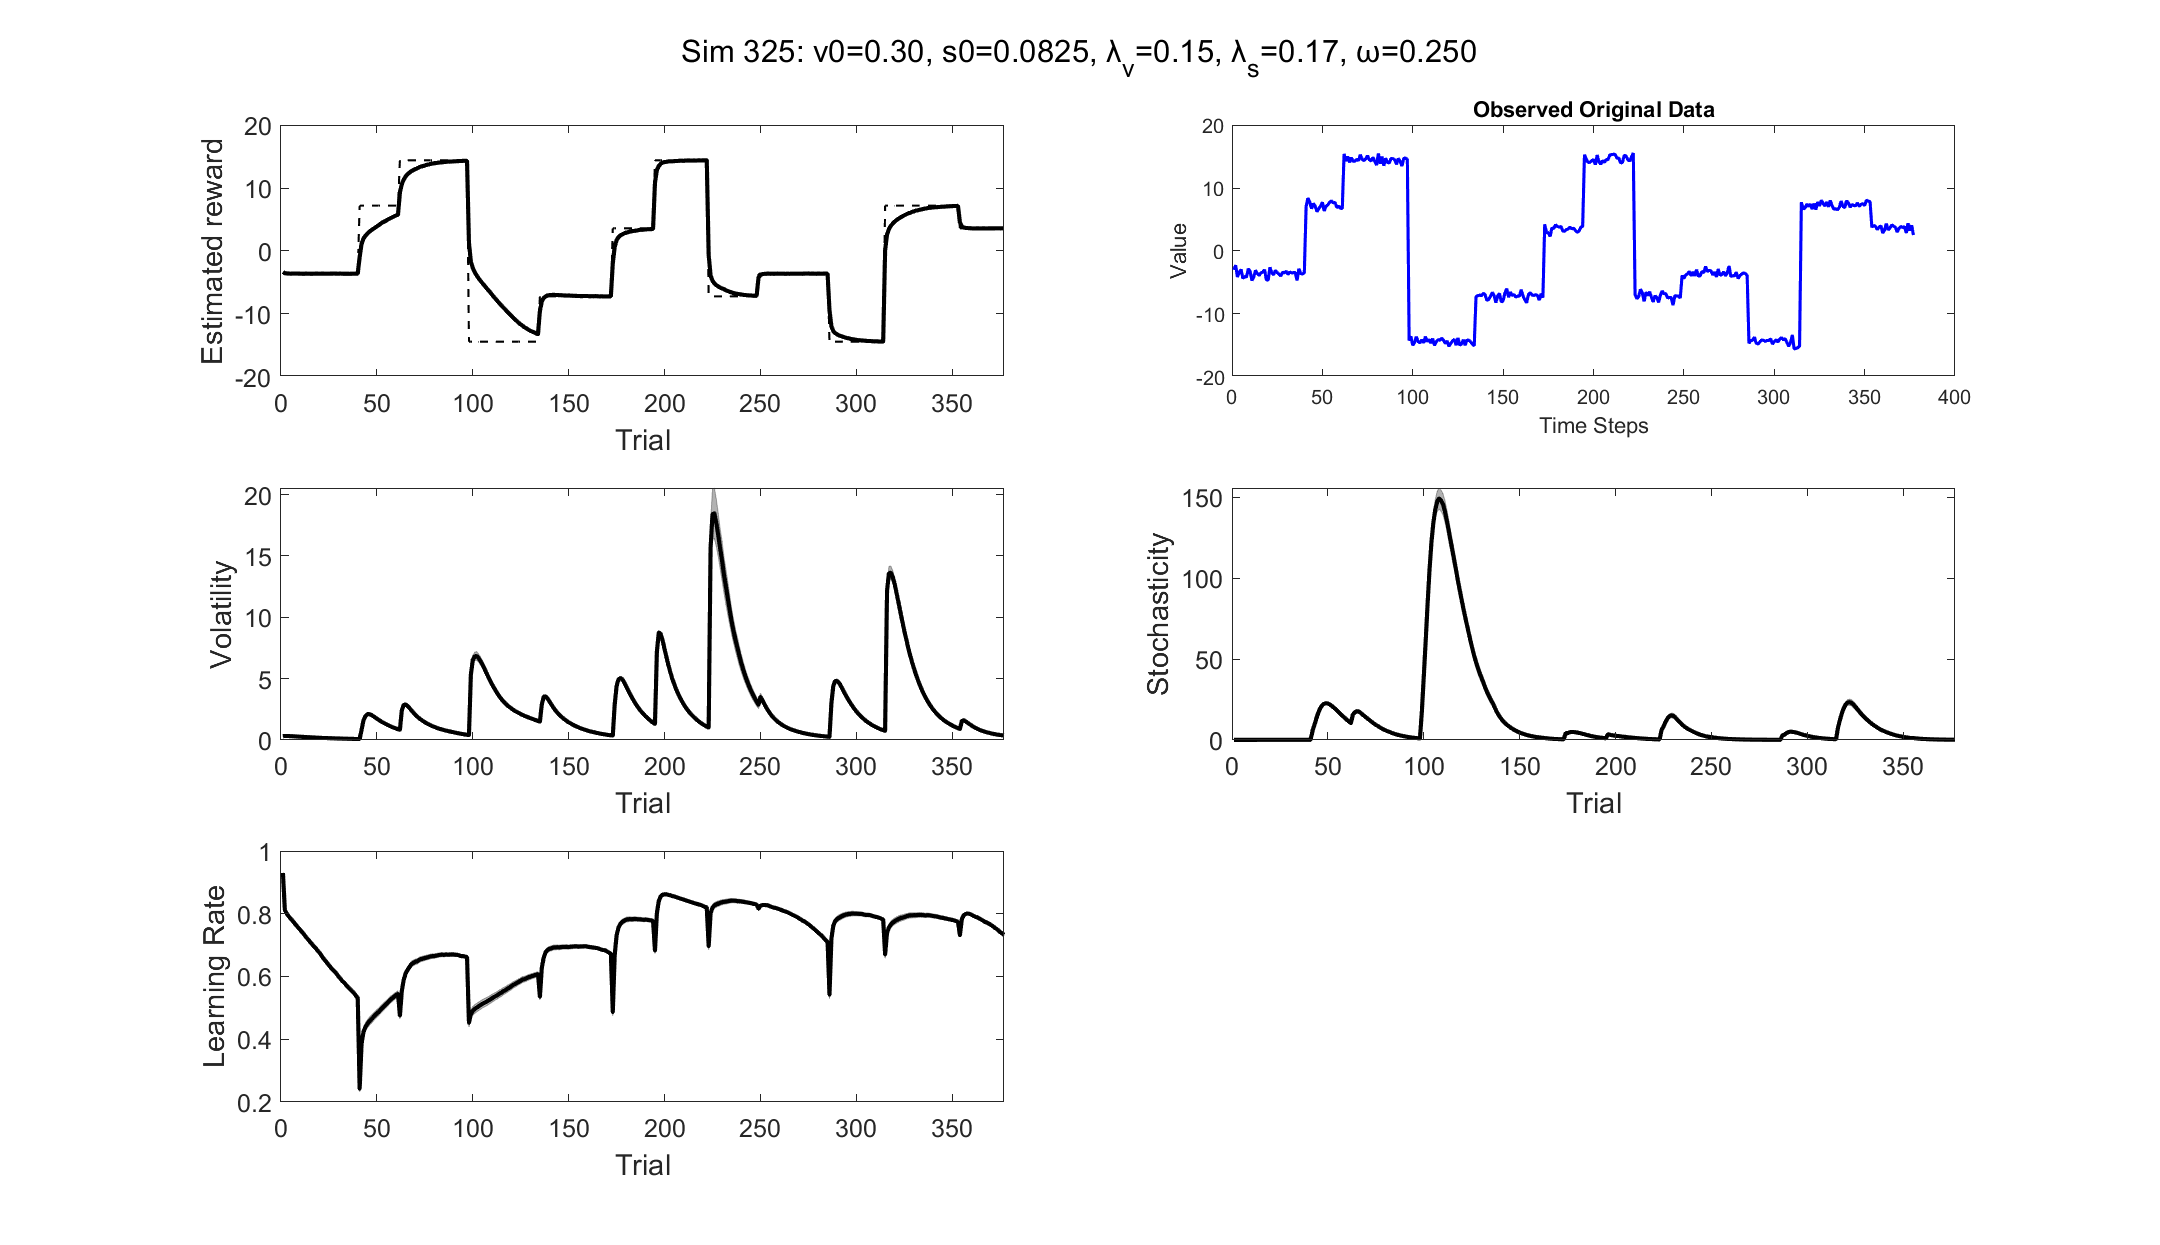 Sim 325: v0=0.30, s0=0.0825, λv=0.15, λs=0.17, ω=0.250
20
10
0
-10
-20
Estimated reward
0 50 100 150 200 250 300 350
Trial
Observed Original Data
20
10
0
-10
-20
Value
0 50 100 150 200 250 300 350 400
Time Steps
20
15
10
5
0
Volatility
0 50 100 150 200 250 300 350
Trial
150
100
50
0
Stochasticity
0 50 100 150 200 250 300 350
Trial
1
0.8
0.6
0.4
0.2
Learning Rate
0 50 100 150 200 250 300 350
Trial